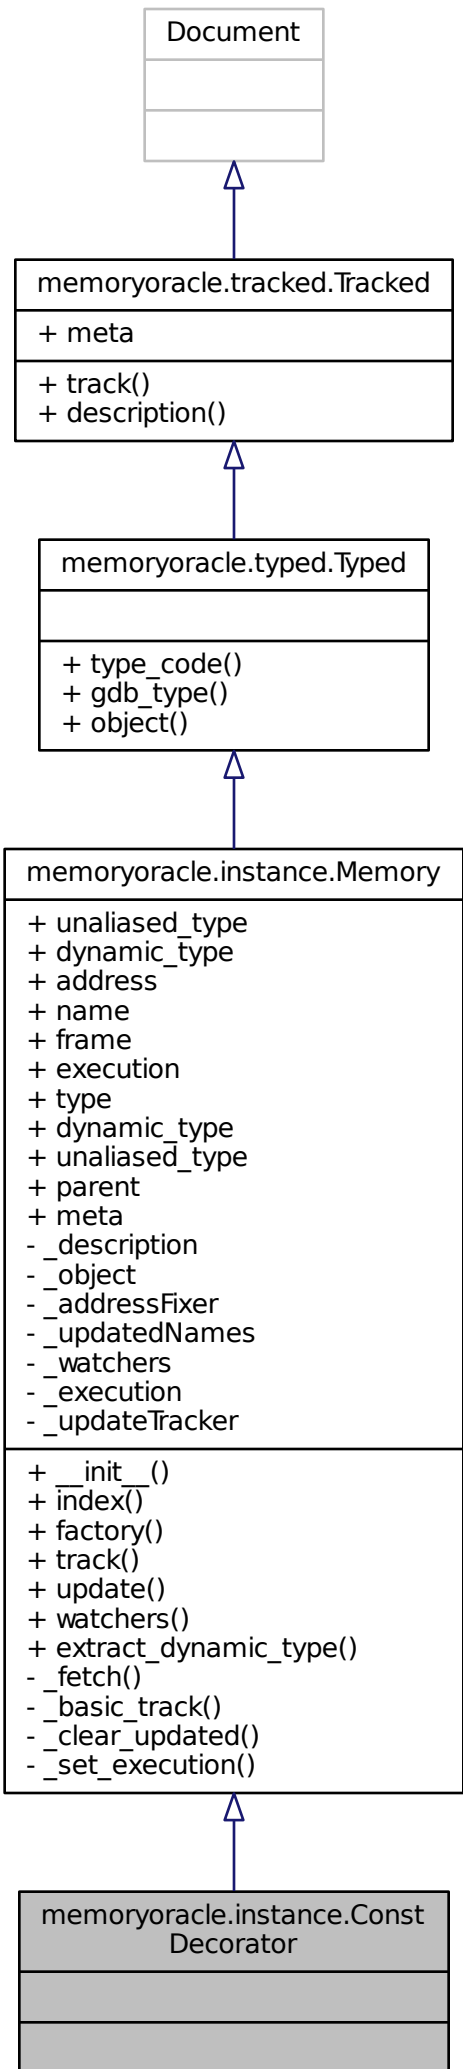 Document
memoryoracle.tracked.Tracked
+ meta
+ track()
+ description()
memoryoracle.typed.Typed
+ type_code()
+ gdb_type()
+ object()
memoryoracle.instance.Memory
+ unaliased_type
+ dynamic_type
+ address
+ name
+ frame
+ execution
+ type
+ dynamic_type
+ unaliased_type
+ parent
+ meta
- _description
- _object
- _addressFixer
- _updatedNames
- _watchers
- _execution
- _updateTracker
+ __init__()
+ index()
+ factory()
+ track()
+ update()
+ watchers()
+ extract_dynamic_type()
- _fetch()
- _basic_track()
- _clear_updated()
- _set_execution()
memoryoracle.instance.Const
Decorator